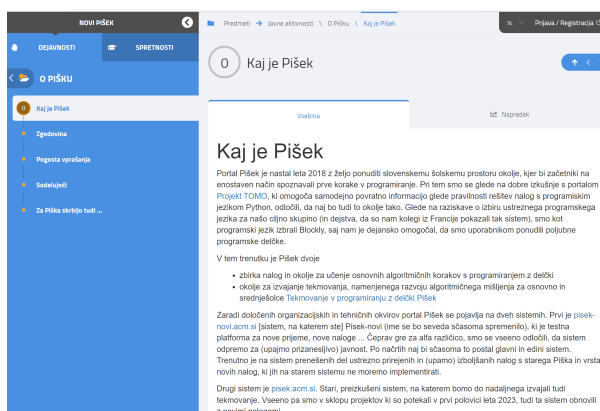 NOVI PIŠEK
Predmeti → Javne aktivnosti \ O Pišku \ Kaj je Pišek
SL
Prijava / Registracija
DEJAVNOSTI
SPRETNOSTI
O PIŠKU
0 Kaj je Pišek
0 Kaj je Pišek
Zgodovina
Pogosta vprašanja
Sodelujoči
Za Piška skrbijo tudi ...
Vsebina
Napredek
Kaj je Pišek
Portal Pišek je nastal leta 2018 z željo ponuditi slovenskemu šolskemu prostoru okolje, kjer bi začetniki na
enostaven način spoznavali prve korake v programiranje. Pri tem smo se glede na dobre izkušnje s portalom
Projekt TOMO, ki omogoča samodejno povratno informacijo glede pravilnosti rešitev nalog s programiskim
jezikom Python, odločili, da naj bo tudi to okolje tako. Glede na raziskave o izbiru ustreznega programskega
jezika za našo ciljno skupino (in dejstva, da so nam kolegi iz Francije pokazali tak sistem), smo kot
programski jezik izbrali Blockly, saj nam je dejansko omogočal, da smo uporabnikom ponudili poljubne
programske delčke.
V tem trenutku je Pišek dvoje
• zbirka nalog in okolje za učenje osnovnih algoritmičnih korakov s programiranjem z delčki
• okolje za izvajanje tekmovanja, namenjenega razvoju algoritmičnega mišljenja za osnovno in
srednješolce Tekmovanje v programiranju z delčki Pišek
Zaradi določenih organizacijskih in tehničnih okvirov portal Pišek se pojavlja na dveh sistemih. Prvi je pisek-
novi.acm.si [sistem, na katerem ste] Pisek-novi (ime se bo seveda sčasoma spremenilo), ki je testna
platforma za nove prijeme, nove naloge ... Čeprav gre za alfa različico, smo se vseeno odločili, da sistem
odpremo za (upajmo prizanesljivo) javnost. Po načrtih naj bi sčasoma to postal glavni in edini sistem.
Trenutno je na sistem prenešenih del ustrezno prirejenih in (upamo) izboljšanih nalog s starega Piška in vrsta
novih nalog, ki jih na starem sistemu ne moremo implementirati.
Drugi sistem je pisek.acm.si. Stari, preizkušeni sistem, na katerem bomo do nadaljnega izvajali tudi
tekmovanje. Vseeno pa smo v sklopu projektov ki so potekali v prvi polovici leta 2023, tudi ta sistem obnovili
z novimi nalogami.